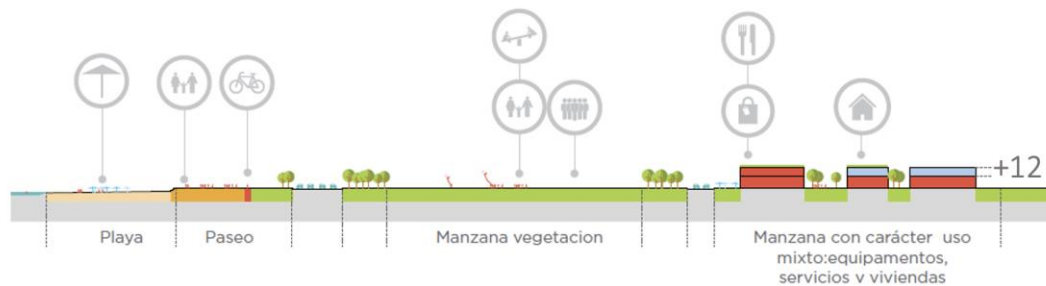 +12
Playa
Paseo
Manzana vegetacion
Manzana con carácter uso
mixto:equipamentos,
servicios y viviendas